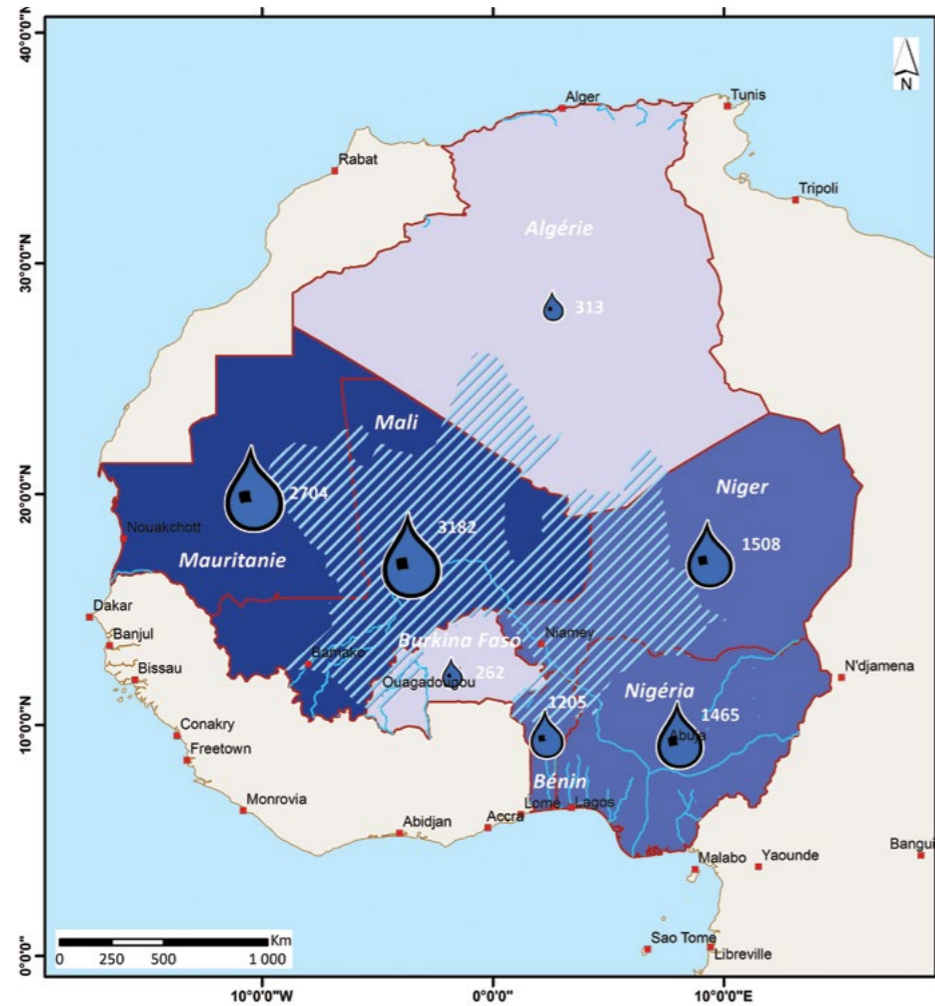 40°0'0"N
30°0'0"N
20°0'0"N
10°0'0"N
0°0'0"
N
Alger
Tunis
Rabat
Tripoli
Algérie
313
Mali
2704
Niger
3182
1508
Nouakchott
Mauritanie
Dakar
Banjul
Bissau
Burkina Faso
Niamey
Bamako
262
Ouagadougou
N'djamena
Nigéria
1205
1465
Abuja
Conakry
Freetown
Bénin
Monrovia
Abidjan
Accra
Lomé
Lagos
Malabo
Yaounde
Bangui
Sao Tome
Libreville
Km
0 250 500 1 000
10°0'0"W 0°0'0" 10°0'0"E